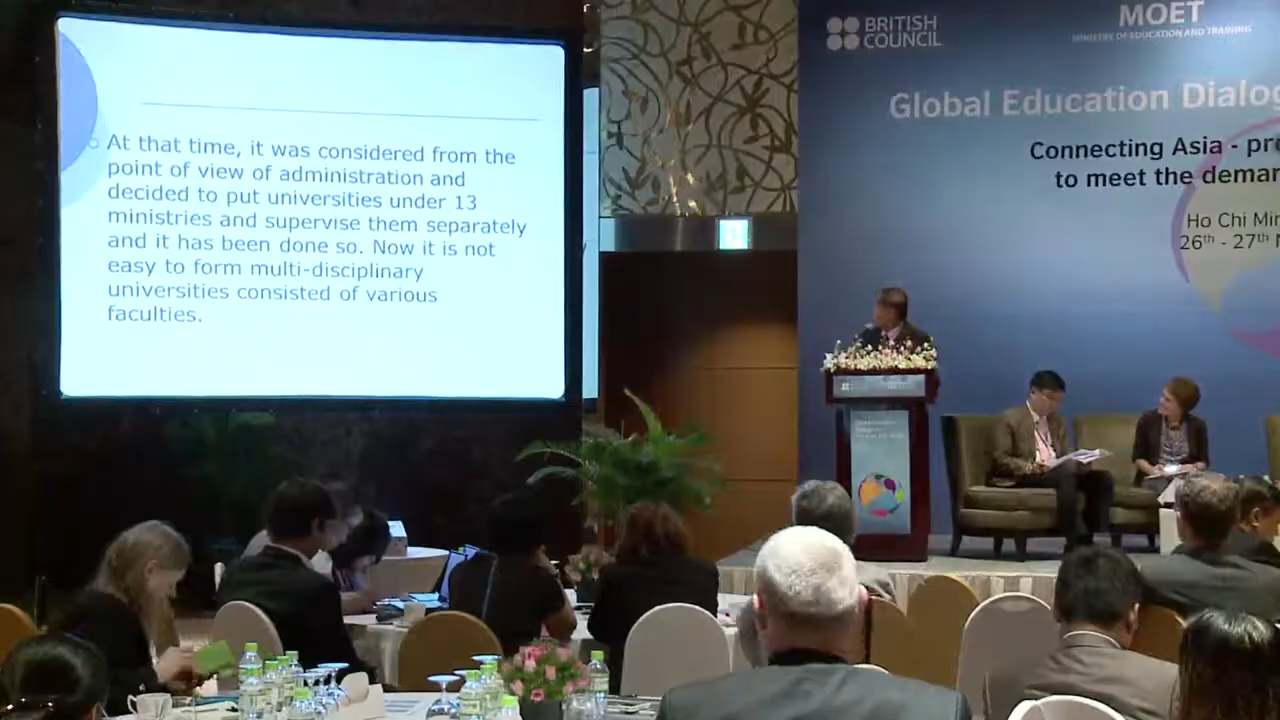 At that time, it was considered from the
point of view of administration and
decided to put universities under 13
ministries and supervise them separately
and it has been done so. Now it is not
easy to form multi-disciplinary
universities consisted of various
faculties.
BRITISH
COUNCIL
MOET
MINISTRY OF EDUCATION AND TRAINING
Global Education Dialog
Connecting Asia - pre
to meet the deman
Ho Chi Min
26th - 27th